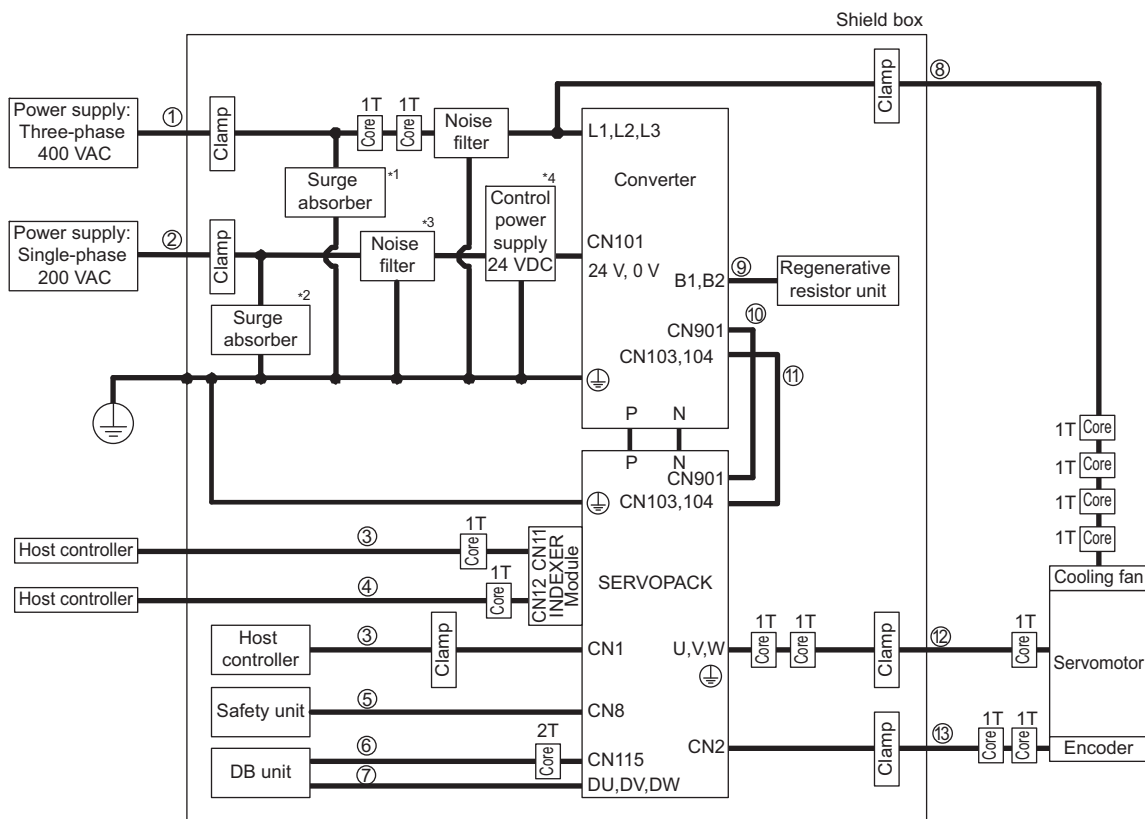 Shield box
Power supply:
Three-phase
400 VAC
①
Clamp
1T
Core
1T
Core
Noise
filter
Clamp
⑧
L1,L2,L3
Converter
Surge
absorber
*1
*4
Control
power
supply
24 VDC
Power supply:
Single-phase
200 VAC
②
Clamp
*3
Noise
filter
CN101
24 V, 0 V
B1,B2
⑨
Regenerative
resistor unit
*2
Surge
absorber
CN901
⑩
CN103,104
⑪
P
N
P
N
CN901
CN103,104
1T
Core
1T
Core
1T
Core
1T
Core
Host controller
③
1T
Core
CN12 CN11
INDEXER
Module
SERVOPACK
Host controller
④
1T
Core
Cooling fan
Servomotor
Encoder
Host
controller
③
Clamp
CN1
U,V,W
1T
Core
1T
Core
Clamp
⑫
1T
Core
Safety unit
⑤
CN8
CN2
Clamp
⑬
1T
Core
1T
Core
DB unit
⑥
2T
Core
CN115
⑦
DU,DV,DW